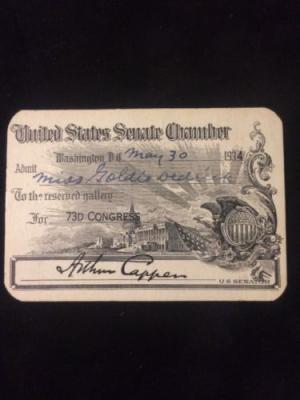 United States Senate Chamber
Washington D.C. May 30 1934
Admit Miss
To the reserved gallery
For 73D CONGRESS
Arthur Capper
U.S. SENATOR